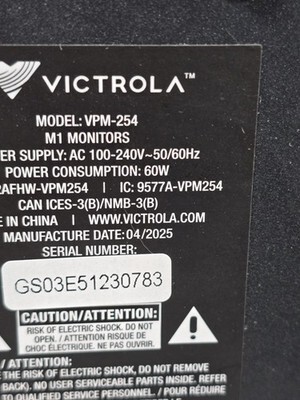 VICTROLA™
MODEL: VPM-254
M1 MONITORS
ER SUPPLY: AC 100-240V~50/60Hz
POWER CONSUMPTION: 60W
2AFHW-VPM254 | IC: 9577A-VPM254
CAN ICES-3(B)/NMB-3(B)
DE IN CHINA | WWW.VICTROLA.COM
MANUFACTURE DATE: 04/2025
SERIAL NUMBER:
GS03E51230783
CAUTION/ATTENTION:
RISK OF ELECTRIC SHOCK. DO NOT
OPEN. / ATTENTION: RISQUE DE
CHOC ÉLECTRIQUE. NE PAS OUVRIR.
/ ATTENTION:
RISK OF ELECTRIC SHOCK, DO NOT REMOVE
BACK). NO USER SERVICEABLE PARTS INSIDE.
TO QUALIFIED SERVICE PERSONNEL. / POUR